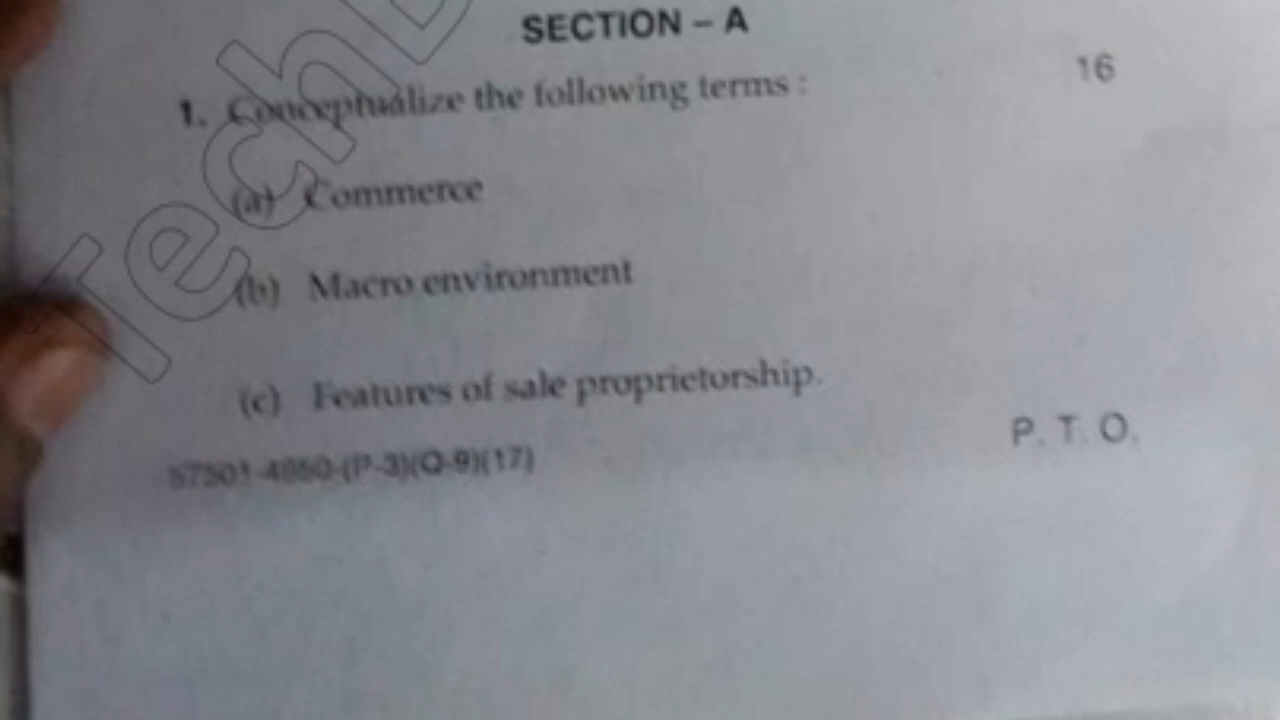 SECTION – A
1. Conceptualize the following terms : 16
(a) Commerce
(b) Macro environment
(c) Features of sale proprietorship.
57501-4850-(P-3)(Q-9)(17) P. T. O.
Tech